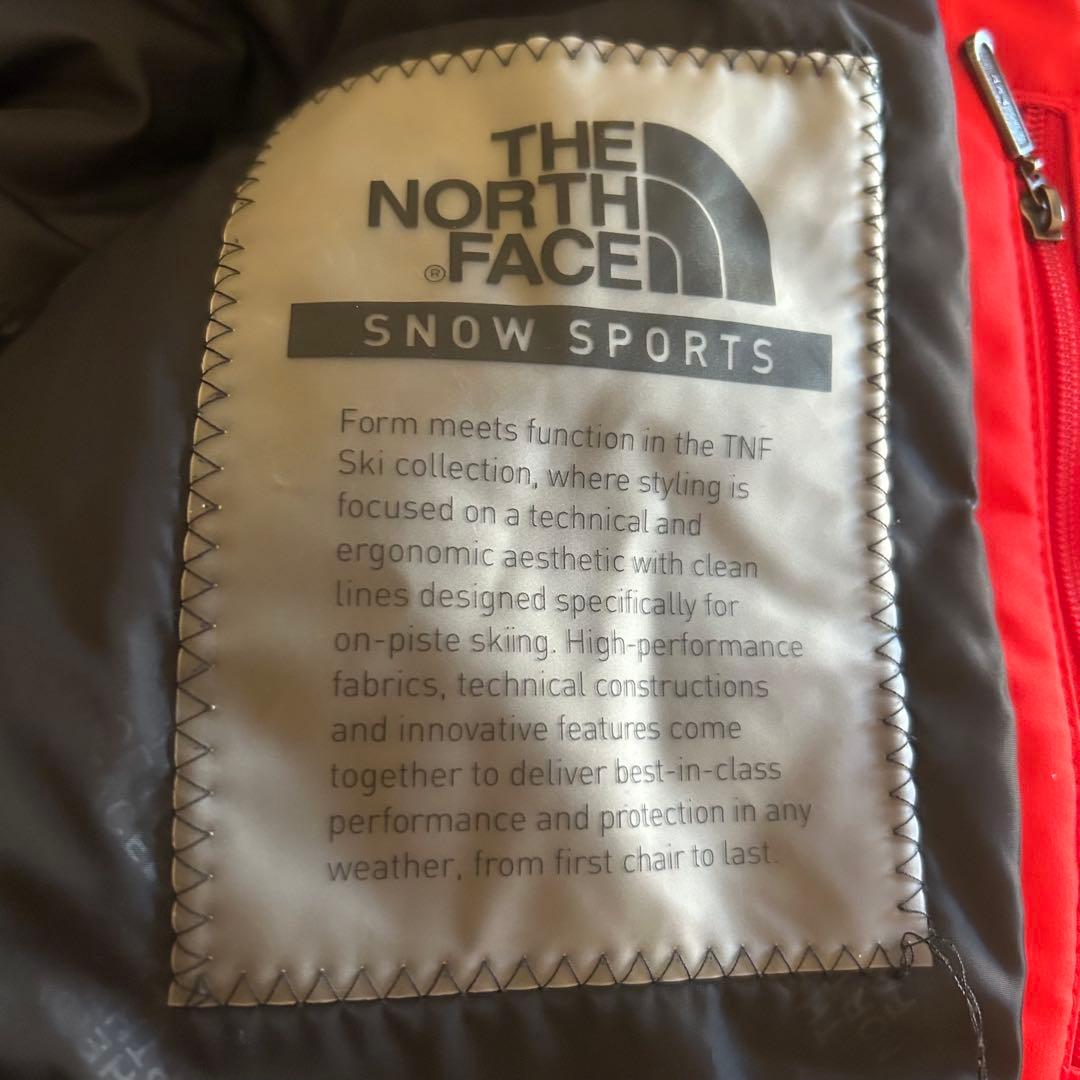 THE
NORTH
®FACE
SNOW SPORTS
Form meets function in the TNF
Ski collection, where styling is
focused on a technical and
ergonomic aesthetic with clean
lines designed specifically for
on-piste skiing. High-performance
fabrics, technical constructions
and innovative features come
together to deliver best-in-class
performance and protection in any
weather, from first chair to last.